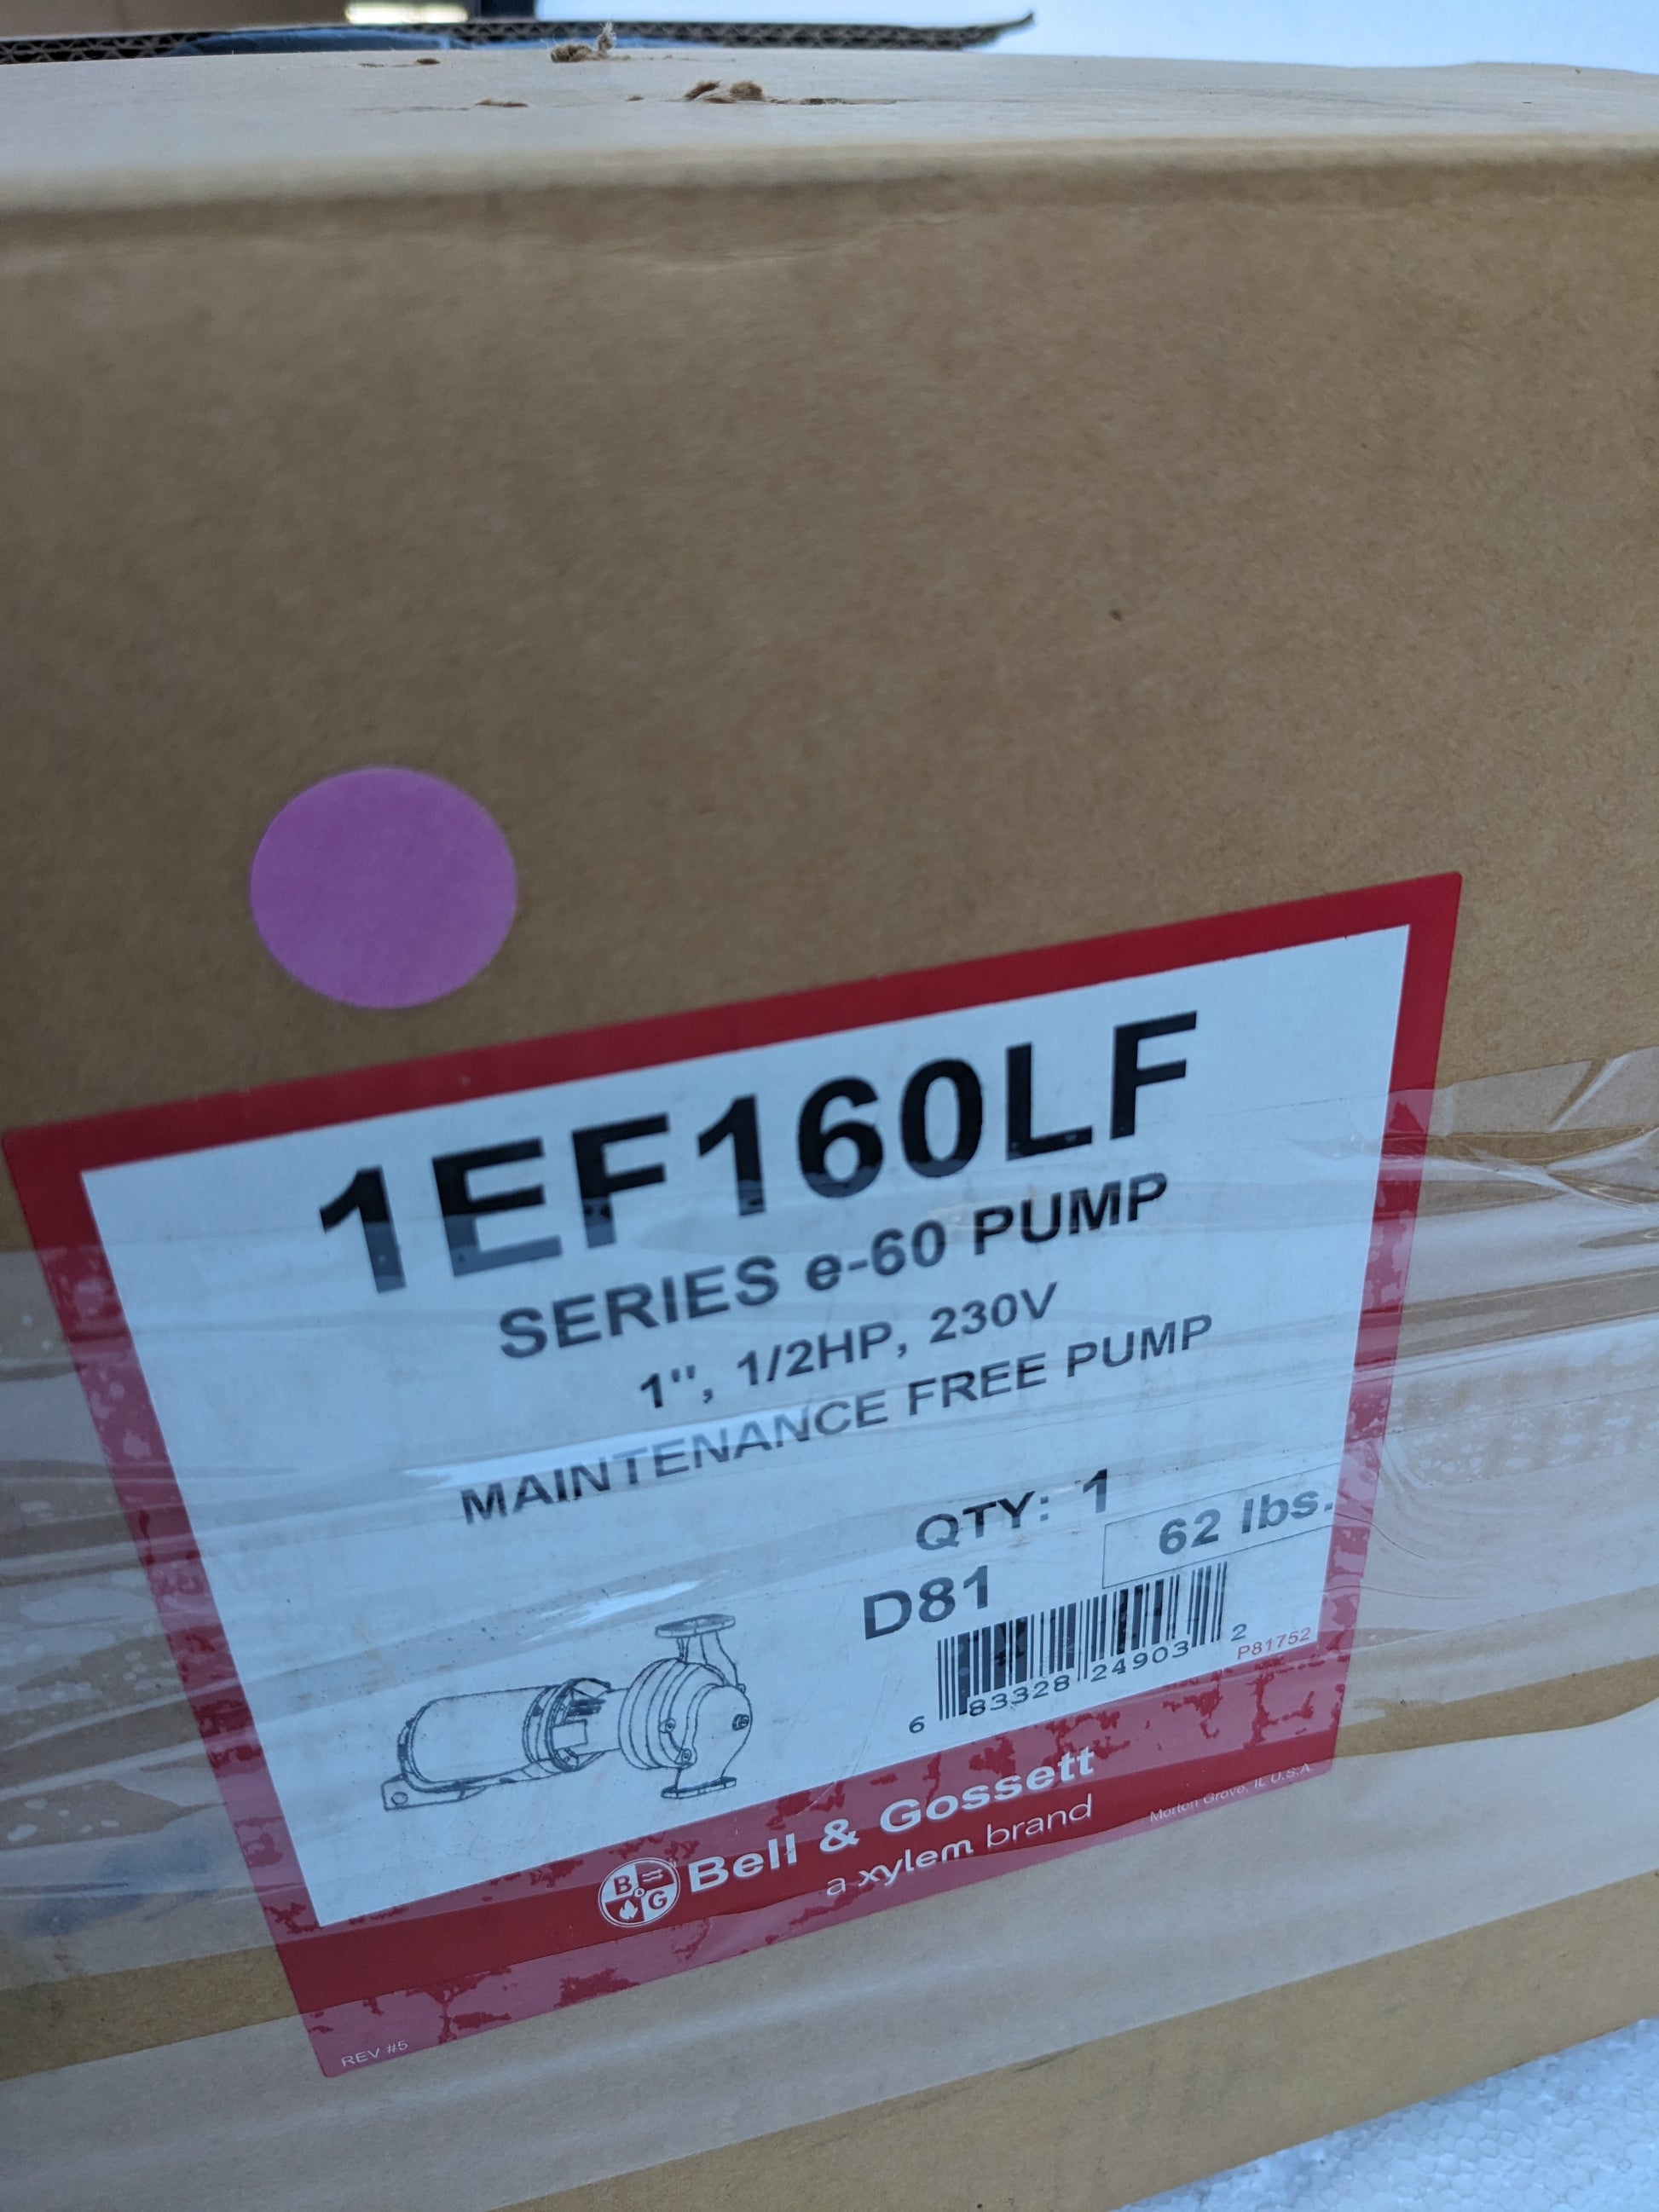 1EF160LF
SERIES e-60 PUMP
1", 1/2HP, 230V
MAINTENANCE FREE PUMP
QTY: 1
62 lbs.
D81
6 83328 24903 2
P81752
B&G Bell & Gossett
a xylem brand
Morton Grove, IL U.S.A.
REV #5